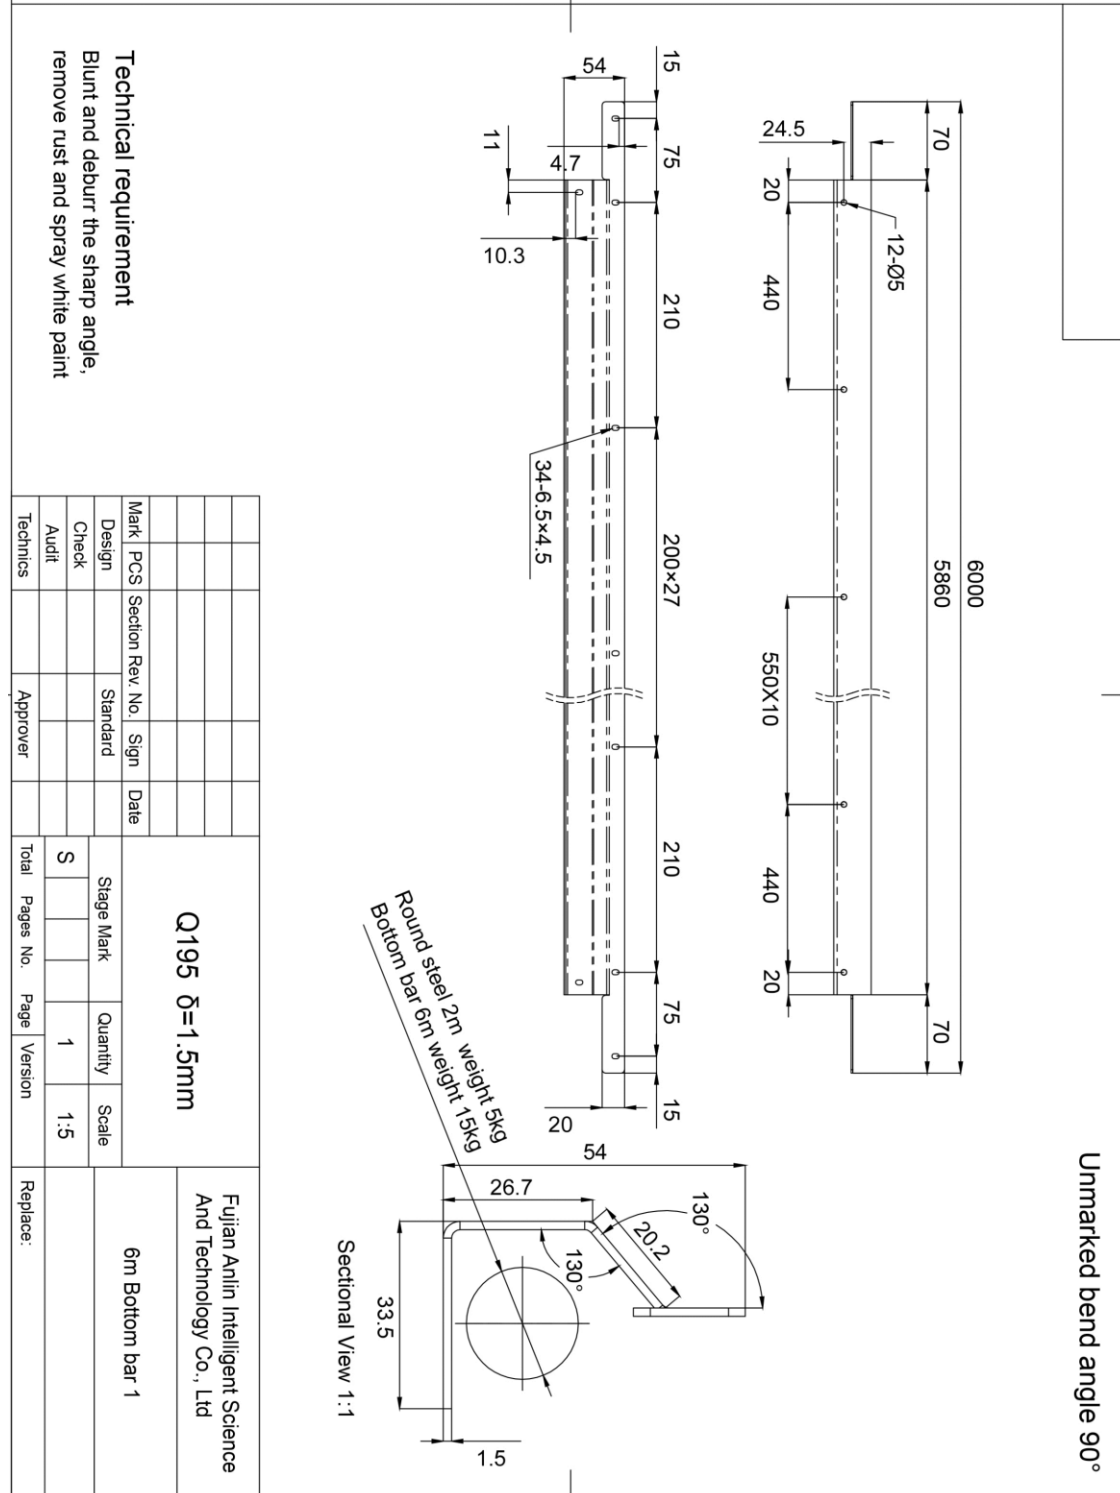 Unmarked bend angle 90°
6000
70
5860
70
24.5
12-Ø5
20
440
550X10
440
20
15
75
210
200×27
210
75
15
54
4.7
11
10.3
34-6.5×4.5
20
54
26.7
130°
20.2
130°
33.5
1.5
Sectional View 1:1
Round steel 2m weight 5kg
Bottom bar 6m weight 15kg
Technical requirement
Blunt and deburr the sharp angle,
remove rust and spray white paint
Mark PCS Section Rev. No. Sign Date
Design Standard
Check
Audit
Technics Approver
Q195 δ=1.5mm
Stage Mark Quantity Scale
S 1 1:5
Total Pages No. Page Version
Fujian Anlin Intelligent Science
And Technology Co., Ltd
6m Bottom bar 1
Replace: